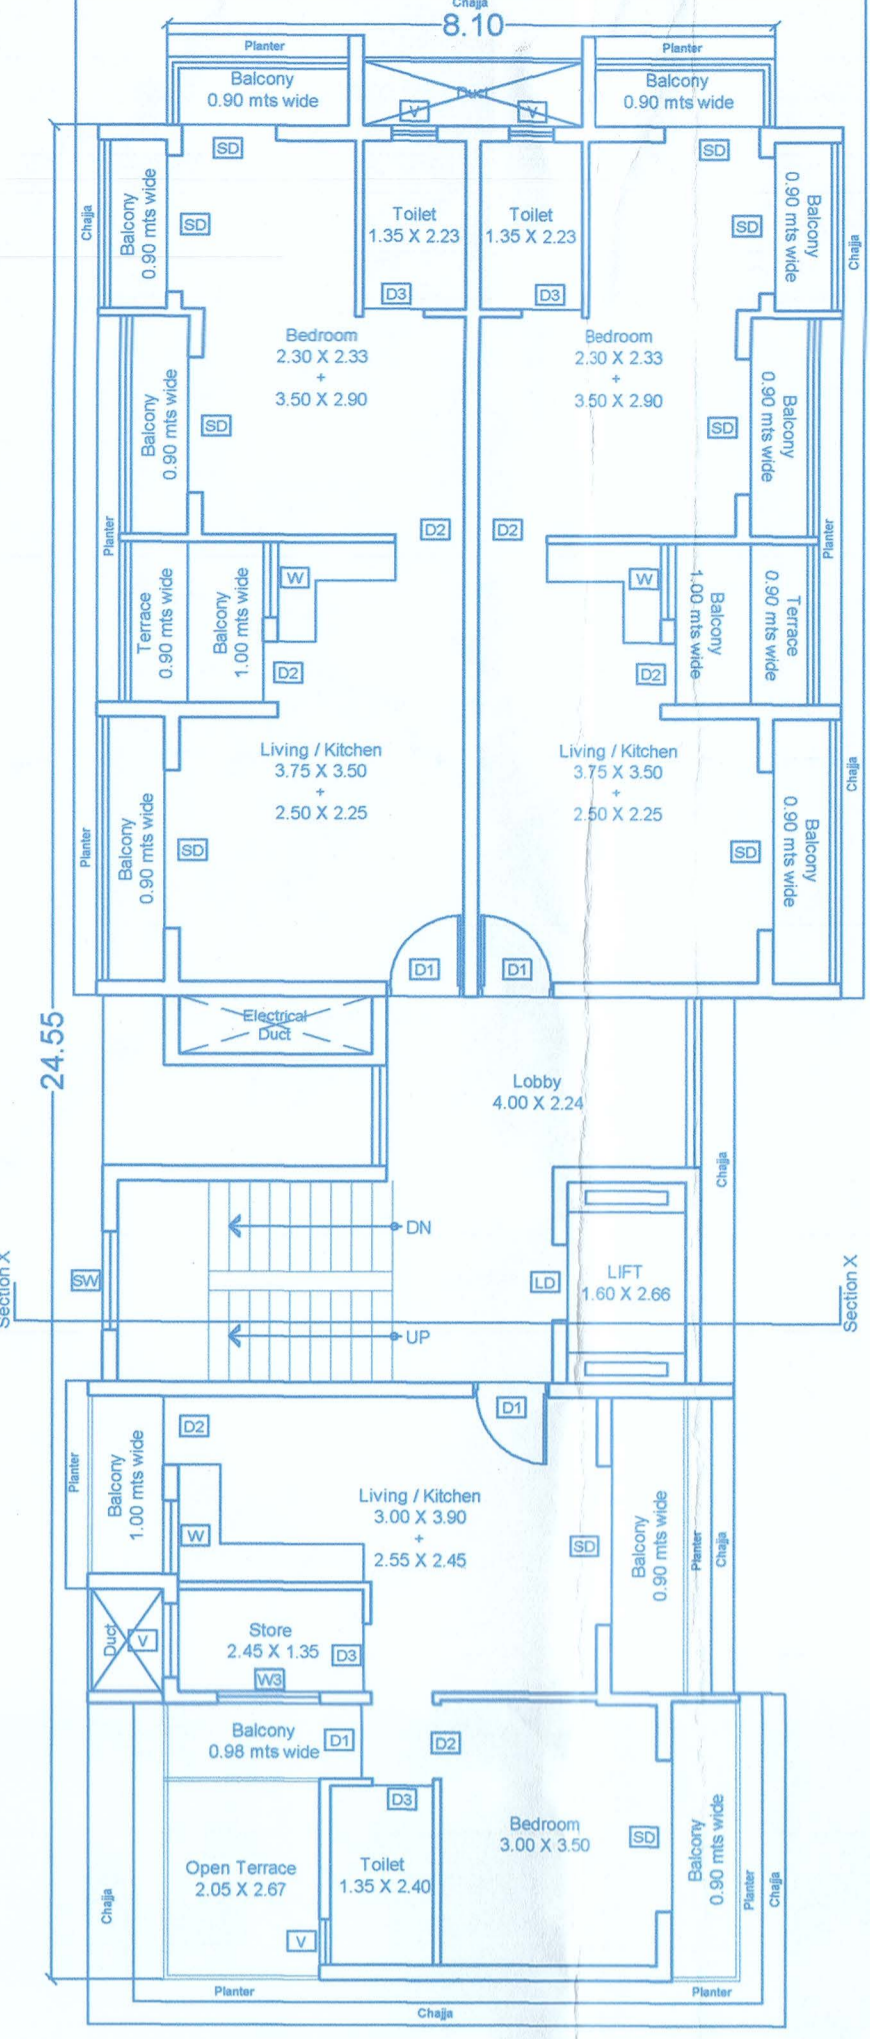 Chajja
8.10
Planter
Planter
Balcony
0.90 mts wide
Duct
Balcony
0.90 mts wide
V
V
SD
SD
Chajja
Balcony
0.90 mts wide
SD
Toilet
1.35 X 2.23
Toilet
1.35 X 2.23
SD
Balcony
0.90 mts wide
Chajja
D3
D3
Bedroom
2.30 X 2.33
+
3.50 X 2.90
Bedroom
2.30 X 2.33
+
3.50 X 2.90
Balcony
0.90 mts wide
SD
SD
Balcony
0.90 mts wide
Planter
D2
D2
Planter
Terrace
0.90 mts wide
Balcony
1.00 mts wide
W
W
Balcony
1.00 mts wide
Terrace
0.90 mts wide
D2
D2
Living / Kitchen
3.75 X 3.50
+
2.50 X 2.25
Living / Kitchen
3.75 X 3.50
+
2.50 X 2.25
Planter
Balcony
0.90 mts wide
SD
SD
Balcony
0.90 mts wide
Chajja
D1
D1
24.55
Electrical
Duct
Lobby
4.00 X 2.24
Chajja
DN
Section X
SW
LD
LIFT
1.60 X 2.66
Section X
UP
D1
D2
Planter
Balcony
1.00 mts wide
Living / Kitchen
3.00 X 3.90
+
2.55 X 2.45
W
SD
Balcony
0.90 mts wide
Planter
Chajja
Duct
V
Store
2.45 X 1.35
D3
W3
Balcony
0.98 mts wide
D1
D2
D3
Bedroom
3.00 X 3.50
SD
Balcony
0.90 mts wide
Planter
Chajja
Chajja
Open Terrace
2.05 X 2.67
Toilet
1.35 X 2.40
V
Planter
Planter
Chajja